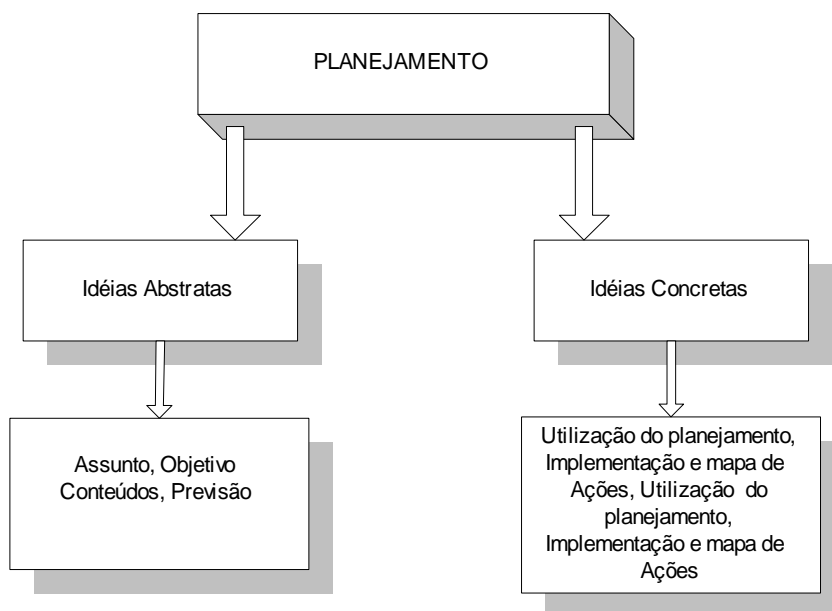 PLANEJAMENTO
Idéias Abstratas
Idéias Concretas
Assunto, Objetivo
Conteúdos, Previsão
Utilização do planejamento,
Implementação e mapa de
Ações, Utilização do
planejamento,
Implementação e mapa de
Ações